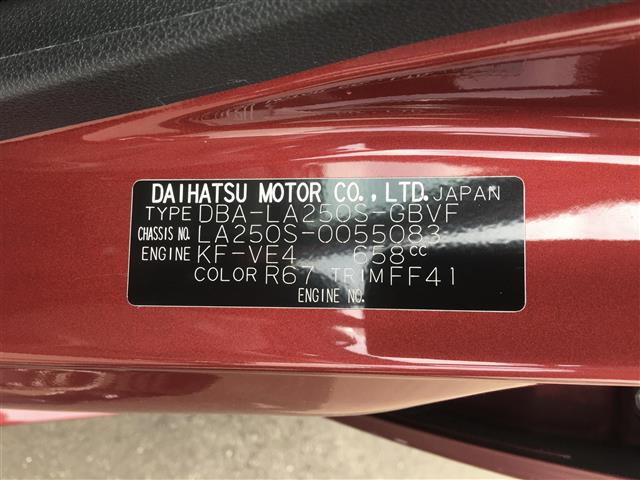 DAIHATSU MOTOR CO., LTD. JAPAN
TYPE DBA-LA250S-GBVF
CHASSIS NO. LA250S-0055083
ENGINE KF-VE4 658cc
COLOR R67 TRIM FF41
ENGINE NO.